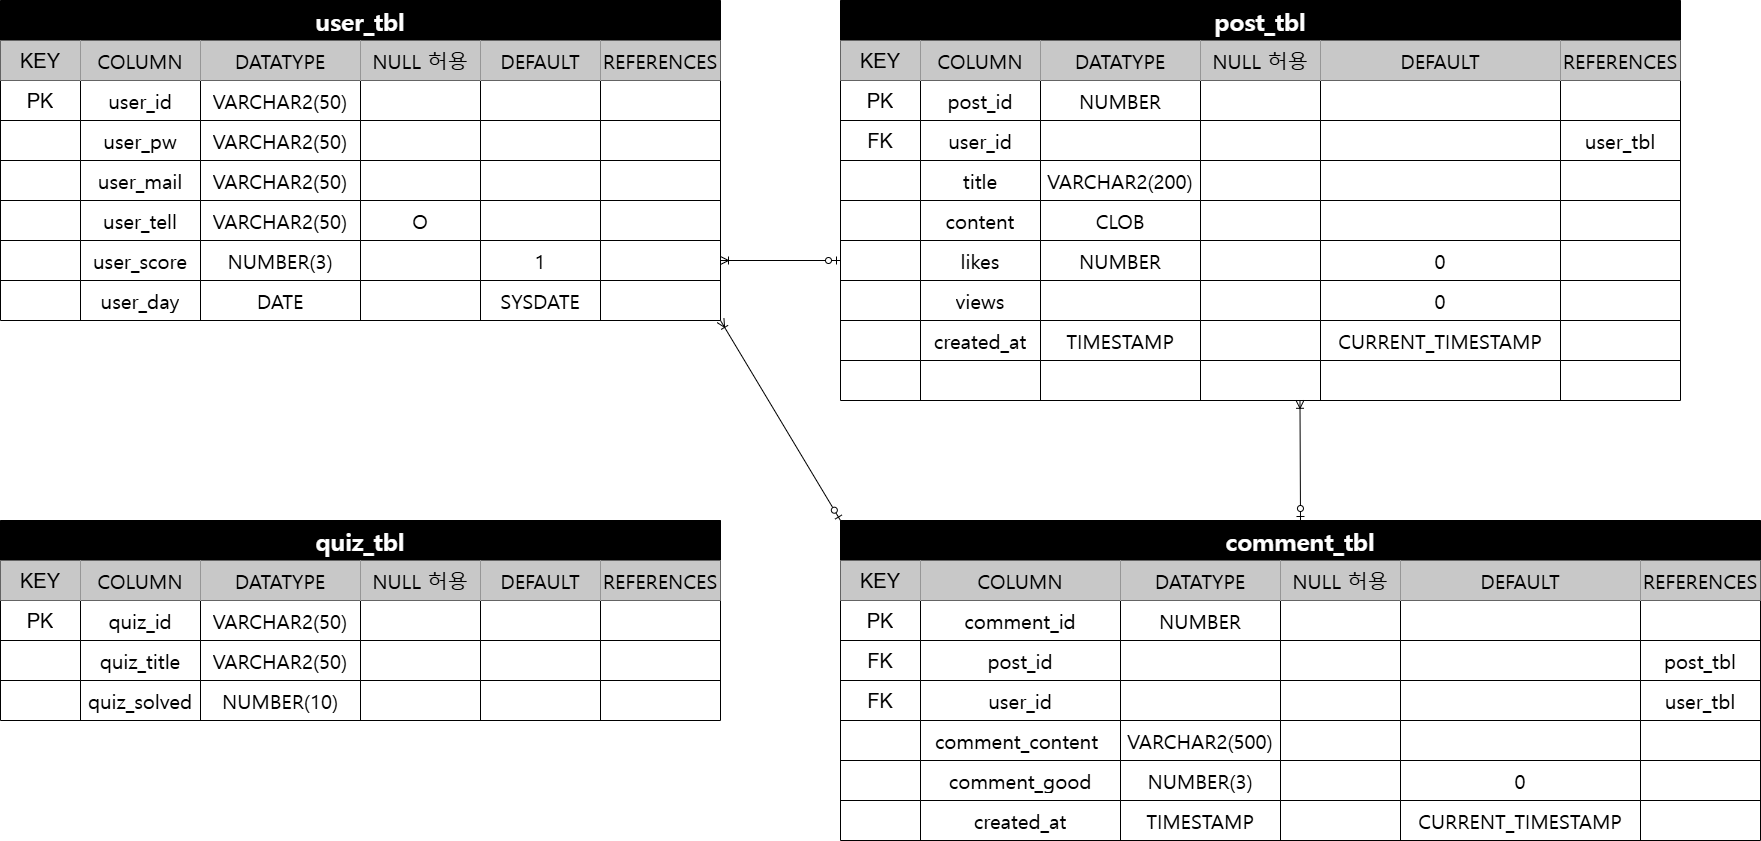 user_tbl
KEY COLUMN DATATYPE NULL 허용 DEFAULT REFERENCES
PK user_id VARCHAR2(50)
user_pw VARCHAR2(50)
user_mail VARCHAR2(50)
user_tell VARCHAR2(50) O
user_score NUMBER(3) 1
user_day DATE SYSDATE
post_tbl
KEY COLUMN DATATYPE NULL 허용 DEFAULT REFERENCES
PK post_id NUMBER
FK user_id user_tbl
title VARCHAR2(200)
content CLOB
likes NUMBER 0
views 0
created_at TIMESTAMP CURRENT_TIMESTAMP
quiz_tbl
KEY COLUMN DATATYPE NULL 허용 DEFAULT REFERENCES
PK quiz_id VARCHAR2(50)
quiz_title VARCHAR2(50)
quiz_solved NUMBER(10)
comment_tbl
KEY COLUMN DATATYPE NULL 허용 DEFAULT REFERENCES
PK comment_id NUMBER
FK post_id post_tbl
FK user_id user_tbl
comment_content VARCHAR2(500)
comment_good NUMBER(3) 0
created_at TIMESTAMP CURRENT_TIMESTAMP